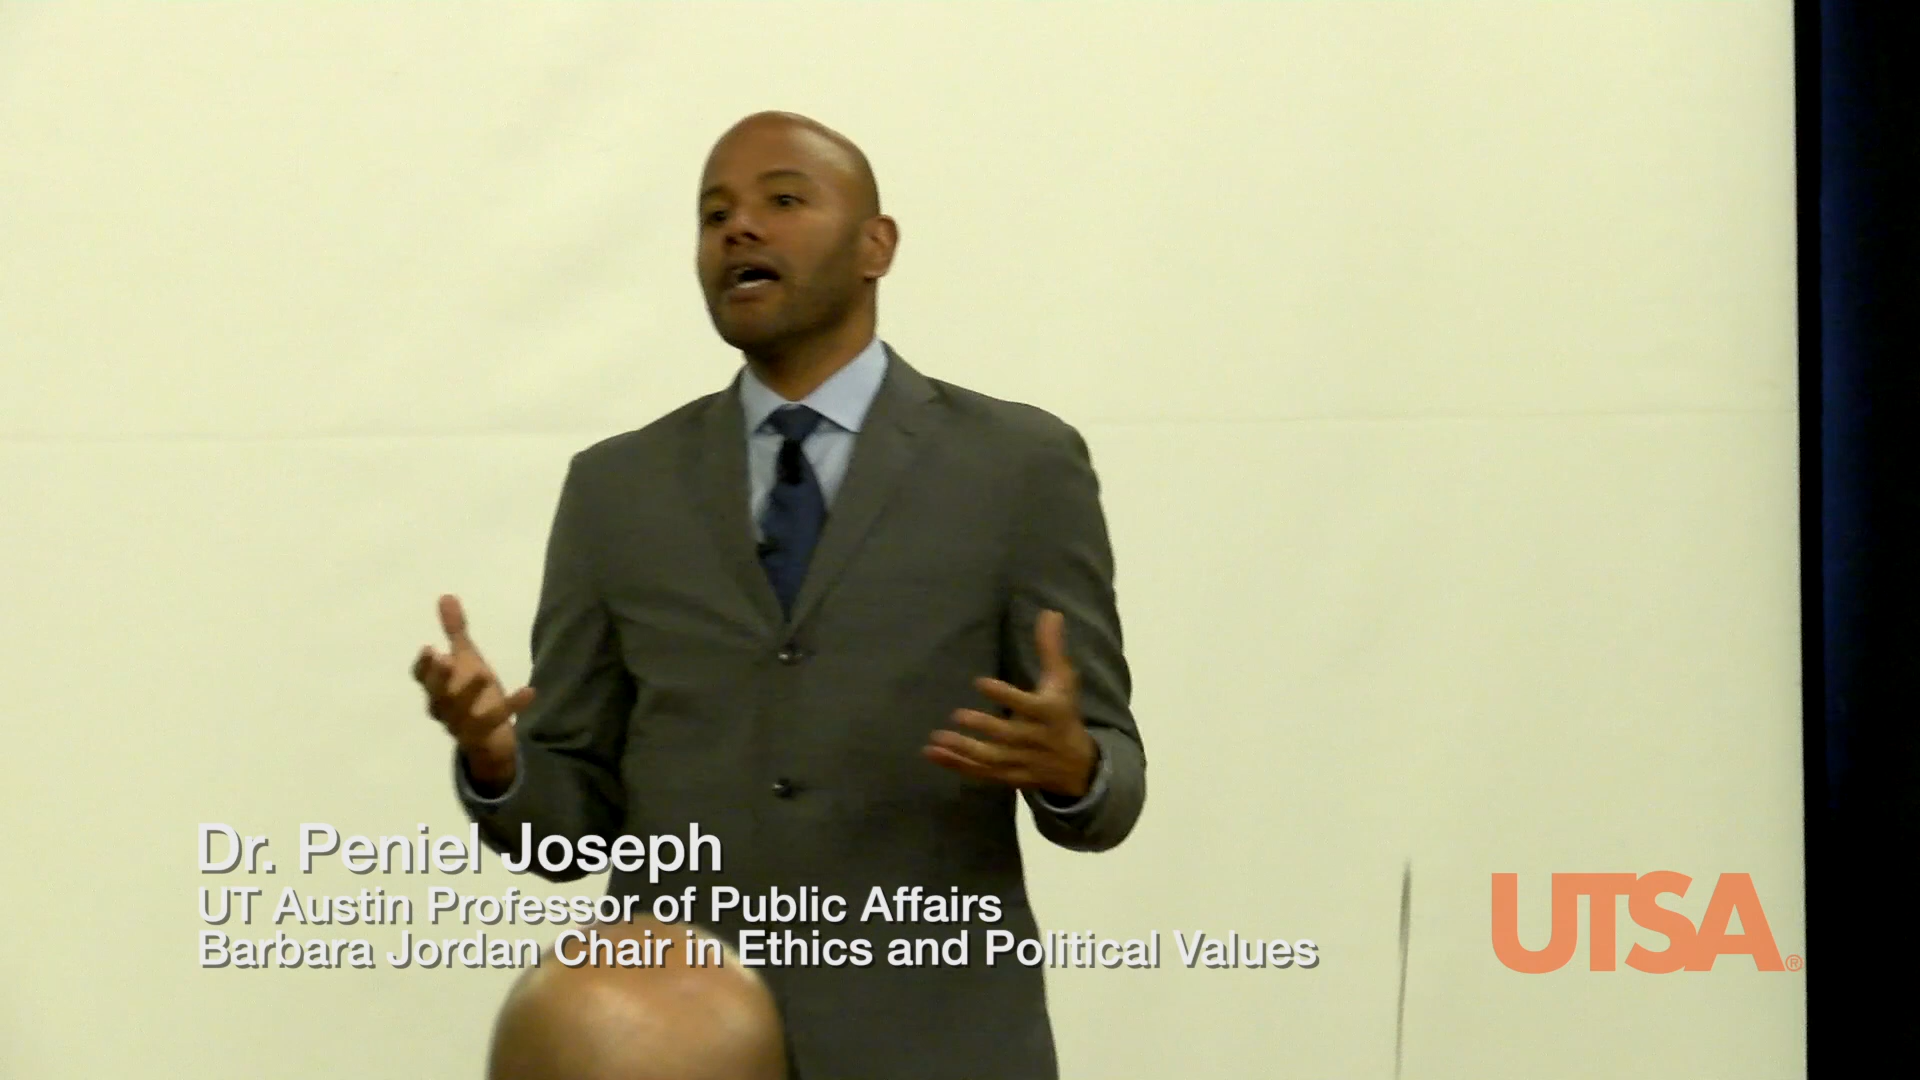 Dr. Peniel Joseph
UT Austin Professor of Public Affairs
Barbara Jordan Chair in Ethics and Political Values
UTSA®